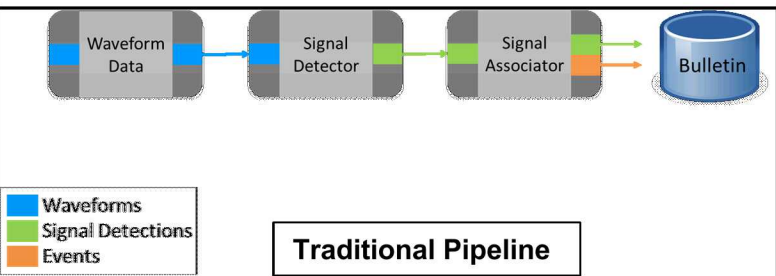 Waveform
Data
Signal
Detector
Signal
Associator
Bulletin
Waveforms
Signal Detections
Events
Traditional Pipeline